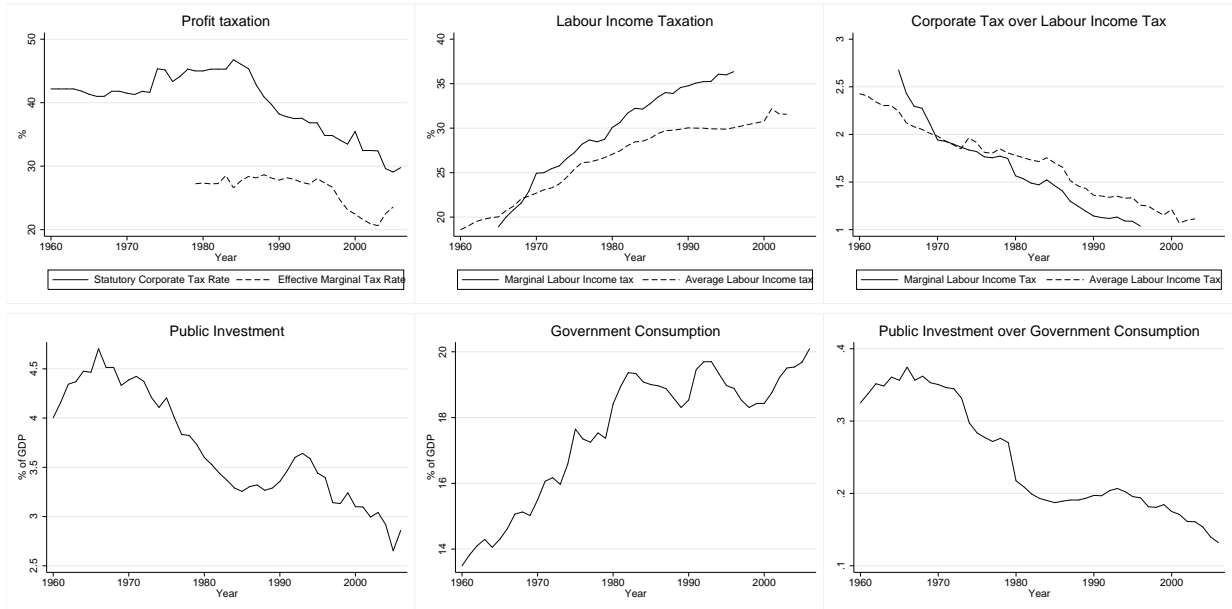 Profit taxation
50
40
30
20
%
1960 1970 1980 1990 2000
Year
Statutory Corporate Tax Rate Effective Marginal Tax Rate
Labour Income Taxation
40
35
30
25
20
%
1960 1970 1980 1990 2000
Year
Marginal Labour Income tax Average Labour Income tax
Corporate Tax over Labour Income Tax
3
2.5
2
1.5
1
1960 1970 1980 1990 2000
Year
Marginal Labour Income Tax Average Labour Income Tax
Public Investment
4.5
4
3.5
3
2.5
% of GDP
1960 1970 1980 1990 2000
Year
Government Consumption
20
18
16
14
% of GDP
1960 1970 1980 1990 2000
Year
Public Investment over Government Consumption
.4
.3
.2
.1
1960 1970 1980 1990 2000
Year